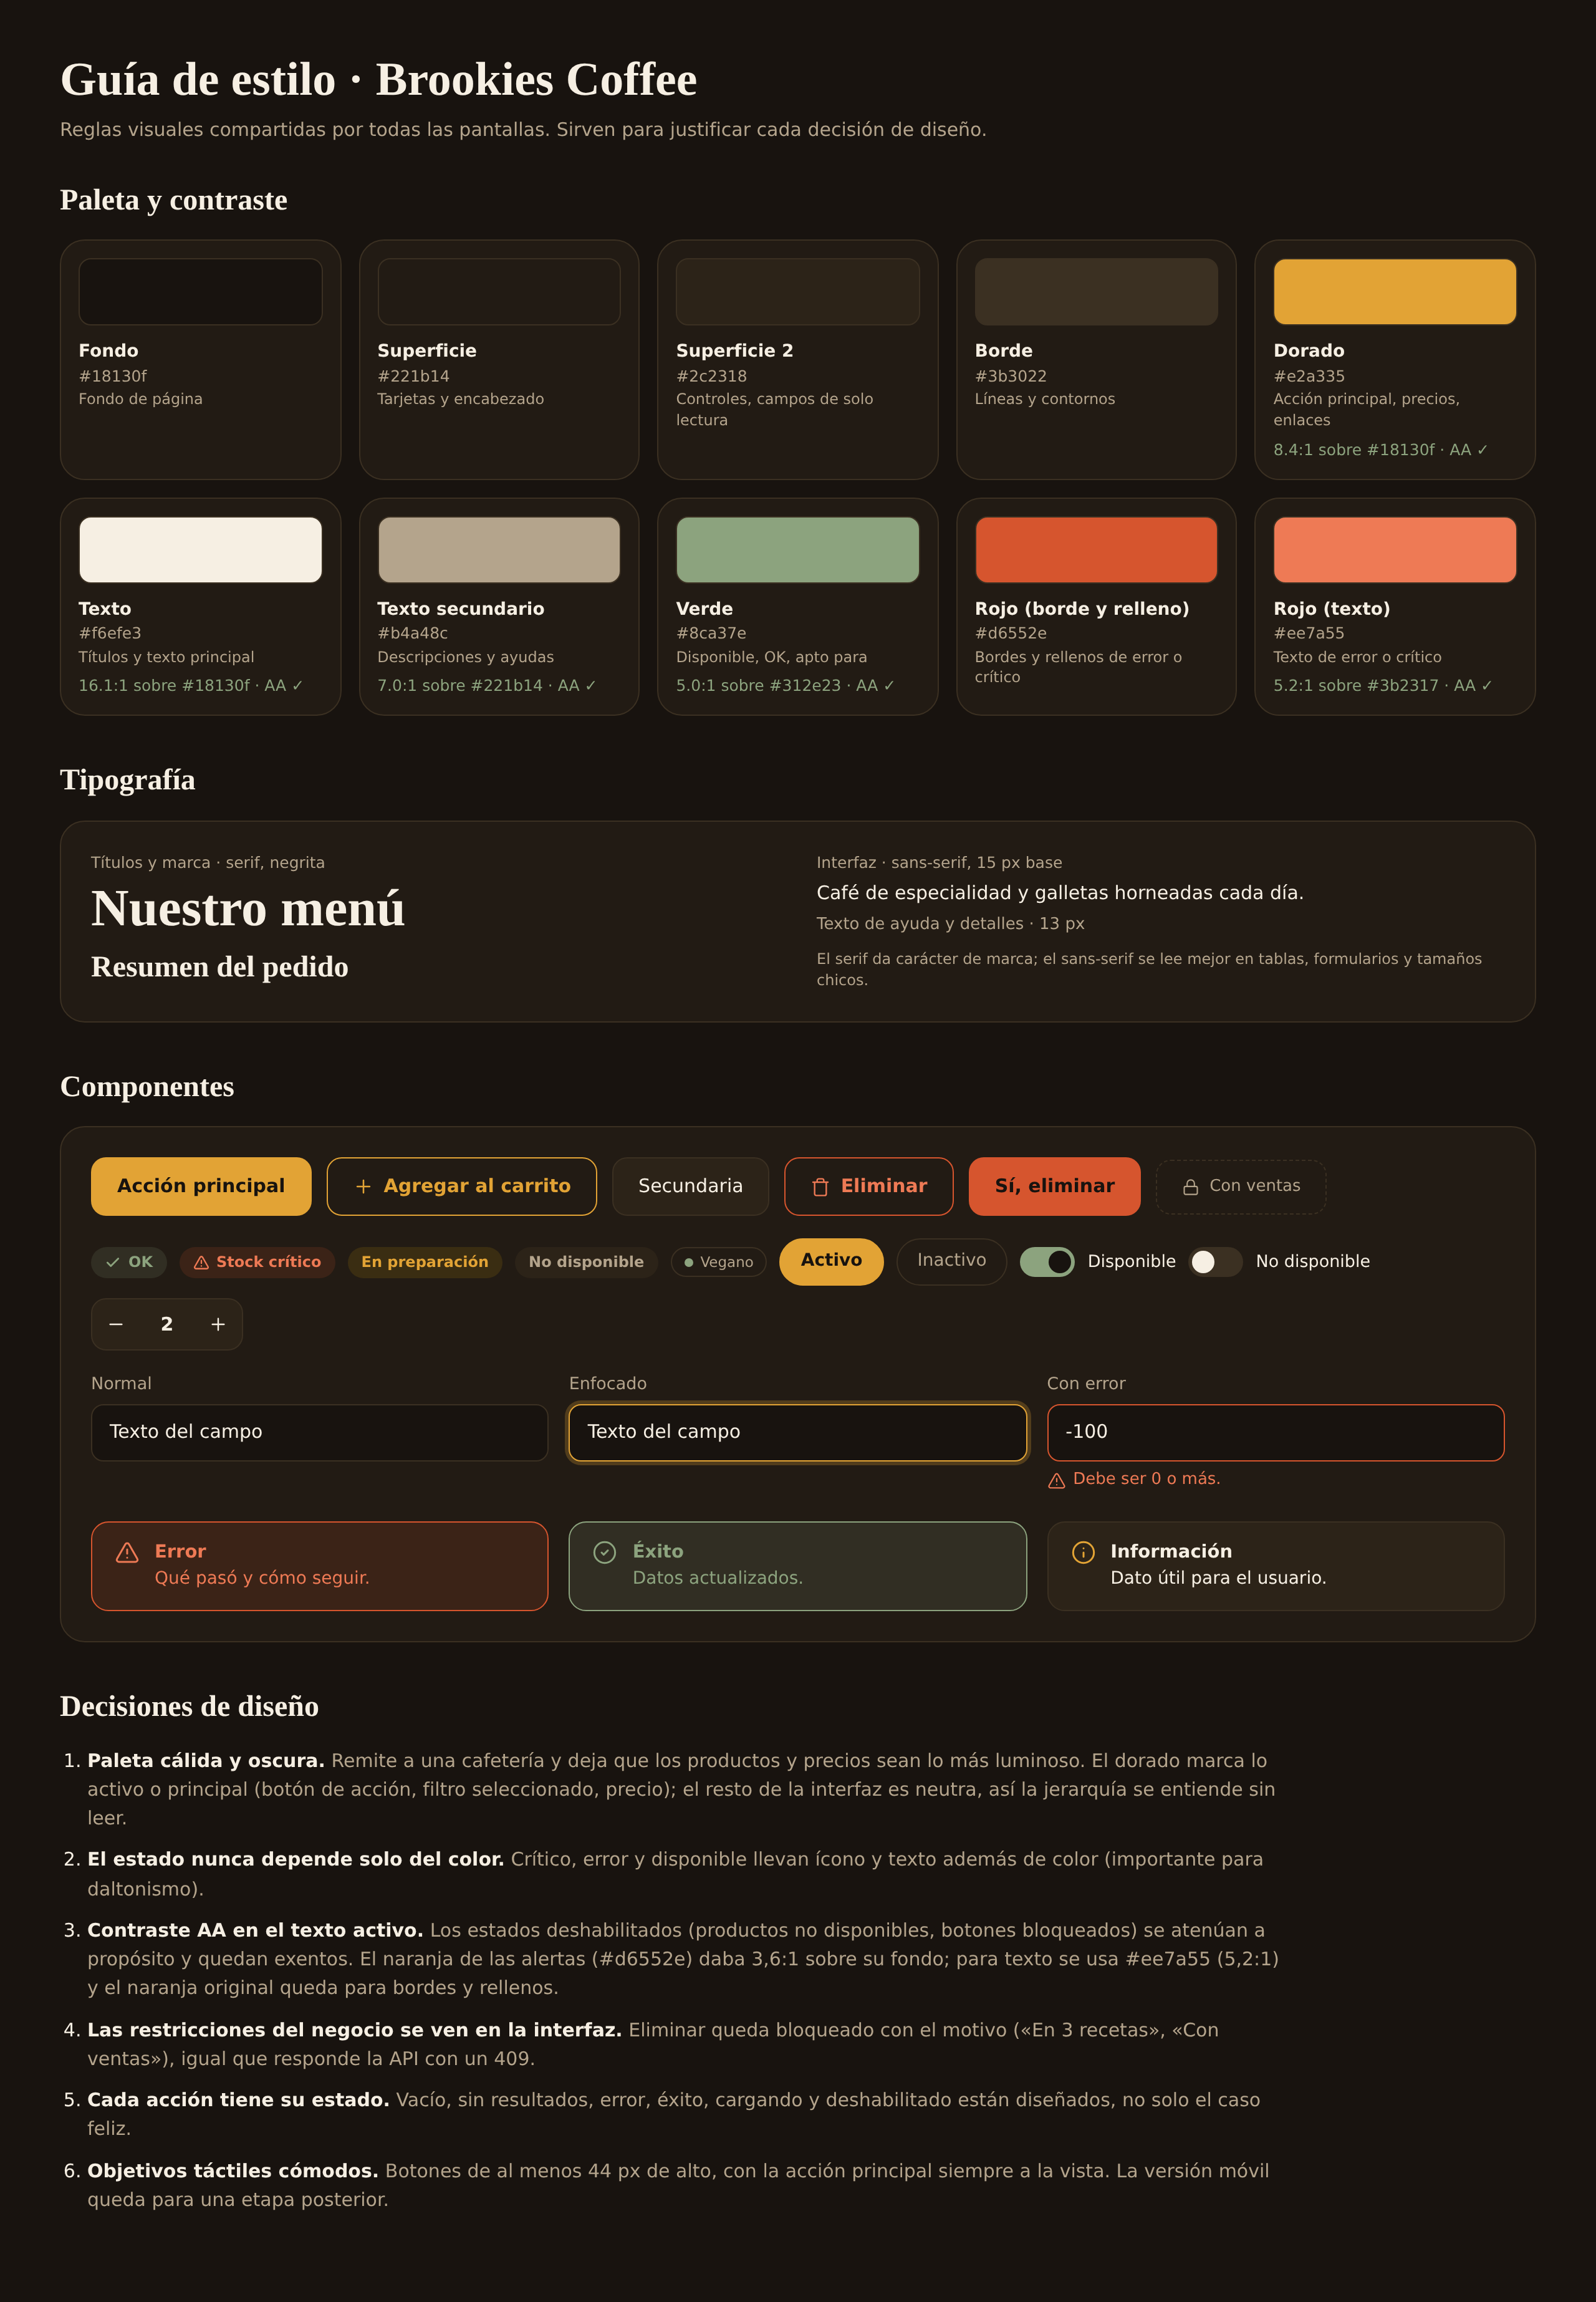 Guía de estilo · Brookies Coffee
Reglas visuales compartidas por todas las pantallas. Sirven para justificar cada decisión de diseño.
Paleta y contraste
Fondo
#18130f
Fondo de página
Superficie
#221b14
Tarjetas y encabezado
Superficie 2
#2c2318
Controles, campos de solo
lectura
Borde
#3b3022
Líneas y contornos
Dorado
#e2a335
Acción principal, precios,
enlaces
8.4:1 sobre #18130f · AA ✓
Texto
#f6efe3
Títulos y texto principal
16.1:1 sobre #18130f · AA ✓
Texto secundario
#b4a48c
Descripciones y ayudas
7.0:1 sobre #221b14 · AA ✓
Verde
#8ca37e
Disponible, OK, apto para
5.0:1 sobre #312e23 · AA ✓
Rojo (borde y relleno)
#d6552e
Bordes y rellenos de error o
crítico
Rojo (texto)
#ee7a55
Texto de error o crítico
5.2:1 sobre #3b2317 · AA ✓
Tipografía
Títulos y marca · serif, negrita
Nuestro menú
Resumen del pedido
Interfaz · sans-serif, 15 px base
Café de especialidad y galletas horneadas cada día.
Texto de ayuda y detalles · 13 px
El serif da carácter de marca; el sans-serif se lee mejor en tablas, formularios y tamaños
chicos.
Componentes
Acción principal
+ Agregar al carrito
Secundaria
Eliminar
Sí, eliminar
Con ventas
✓ OK
Stock crítico
En preparación
No disponible
Vegano
Activo
Inactivo
Disponible
No disponible
− 2 +
Normal
Texto del campo
Enfocado
Texto del campo
Con error
-100
Debe ser 0 o más.
Error
Qué pasó y cómo seguir.
Éxito
Datos actualizados.
Información
Dato útil para el usuario.
Decisiones de diseño
1. Paleta cálida y oscura. Remite a una cafetería y deja que los productos y precios sean lo más luminoso. El dorado marca lo
activo o principal (botón de acción, filtro seleccionado, precio); el resto de la interfaz es neutra, así la jerarquía se entiende sin
leer.
2. El estado nunca depende solo del color. Crítico, error y disponible llevan ícono y texto además de color (importante para
daltonismo).
3. Contraste AA en el texto activo. Los estados deshabilitados (productos no disponibles, botones bloqueados) se atenúan a
propósito y quedan exentos. El naranja de las alertas (#d6552e) daba 3,6:1 sobre su fondo; para texto se usa #ee7a55 (5,2:1)
y el naranja original queda para bordes y rellenos.
4. Las restricciones del negocio se ven en la interfaz. Eliminar queda bloqueado con el motivo («En 3 recetas», «Con
ventas»), igual que responde la API con un 409.
5. Cada acción tiene su estado. Vacío, sin resultados, error, éxito, cargando y deshabilitado están diseñados, no solo el caso
feliz.
6. Objetivos táctiles cómodos. Botones de al menos 44 px de alto, con la acción principal siempre a la vista. La versión móvil
queda para una etapa posterior.